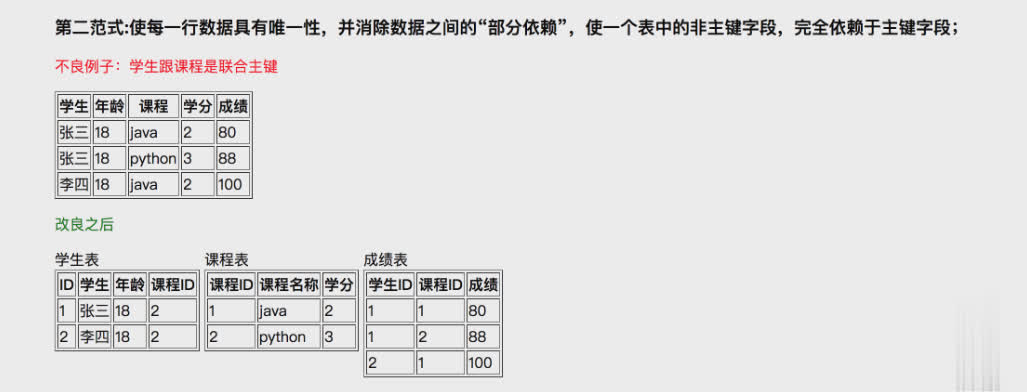 第二范式:使每一行数据具有唯一性，并消除数据之间的“部分依赖”，使一个表中的非主键字段，完全依赖于主键字段；
不良例子：学生跟课程是联合主键
学生 年龄 课程 学分 成绩
张三 18 java 2 80
张三 18 python 3 88
李四 18 java 2 100
改良之后
学生表
ID 学生 年龄 课程ID
1 张三 18 2
2 李四 18 2
课程表
课程ID 课程名称 学分
1 java 2
2 python 3
成绩表
学生ID 课程ID 成绩
1 1 80
1 2 88
2 1 100